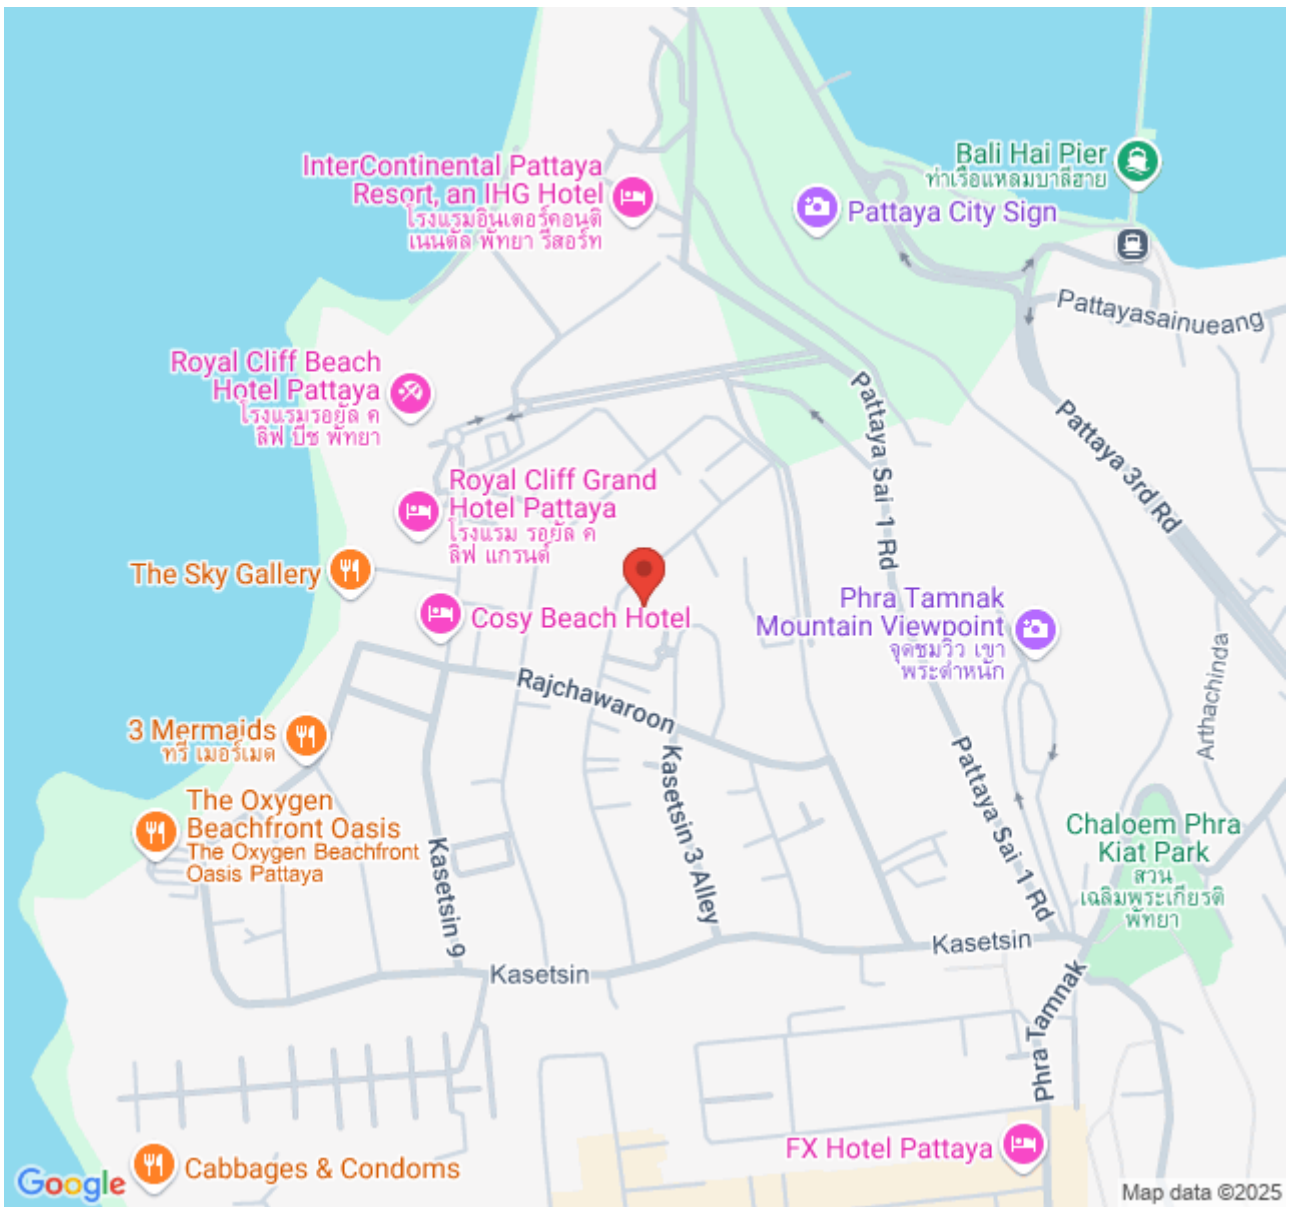 InterContinental Pattaya
Resort, an IHG Hotel
โรงแรมอินเตอร์คอนติ
เนนตัล พัทยา รีสอร์ท
Bali Hai Pier
ท่าเรือแหลมบาลีฮาย
Pattaya City Sign
Pattayasainueang
Royal Cliff Beach
Hotel Pattaya
โรงแรมรอยัล ค
ลิฟ บีช พัทยา
Pattaya Sai 1 Rd
Pattaya 3rd Rd
Royal Cliff Grand
Hotel Pattaya
โรงแรม รอยัล ค
ลิฟ แกรนด์
The Sky Gallery
Cosy Beach Hotel
Phra Tamnak
Mountain Viewpoint
จุดชมวิว เขา
พระตำหนัก
Rajchawaroon
Arthachinda
3 Mermaids
ทรี เมอร์เมด
Kasetsin 3 Alley
Pattaya Sai 1 Rd
The Oxygen
Beachfront Oasis
The Oxygen Beachfront
Oasis Pattaya
Kasetsin 9
Chaloem Phra
Kiat Park
สวน
เฉลิมพระเกียรติ
พัทยา
Kasetsin
Kasetsin
Phra Tamnak
FX Hotel Pattaya
Cabbages & Condoms
Google
Map data ©2025